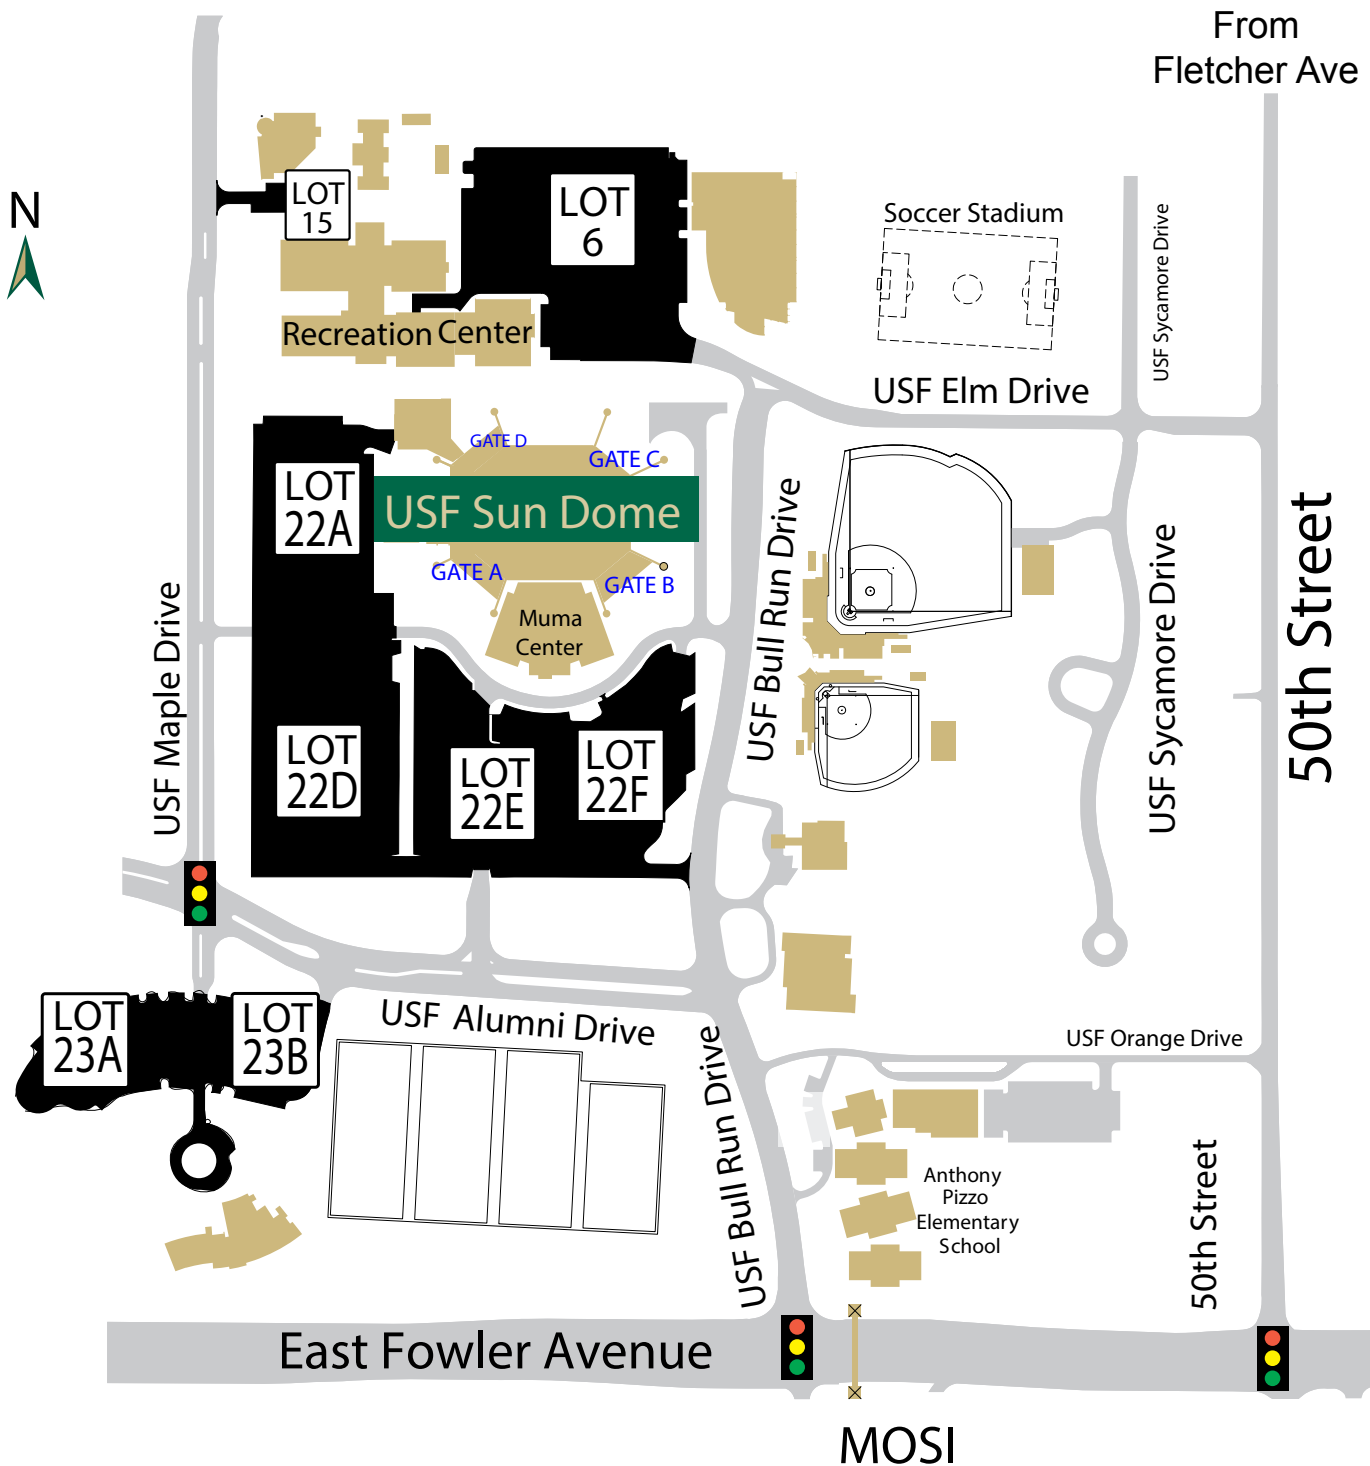 From
Fletcher Ave
N
LOT
15
LOT
6
Soccer Stadium
USF Sycamore Drive
Recreation Center
USF Elm Drive
GATE D
GATE C
LOT
22A
USF Sun Dome
GATE A
GATE B
Muma
Center
USF Maple Drive
USF Bull Run Drive
USF Sycamore Drive
50th Street
LOT
22D
LOT
22E
LOT
22F
LOT
23A
LOT
23B
USF Alumni Drive
USF Bull Run Drive
USF Orange Drive
Anthony
Pizzo
Elementary
School
50th Street
East Fowler Avenue
MOSI